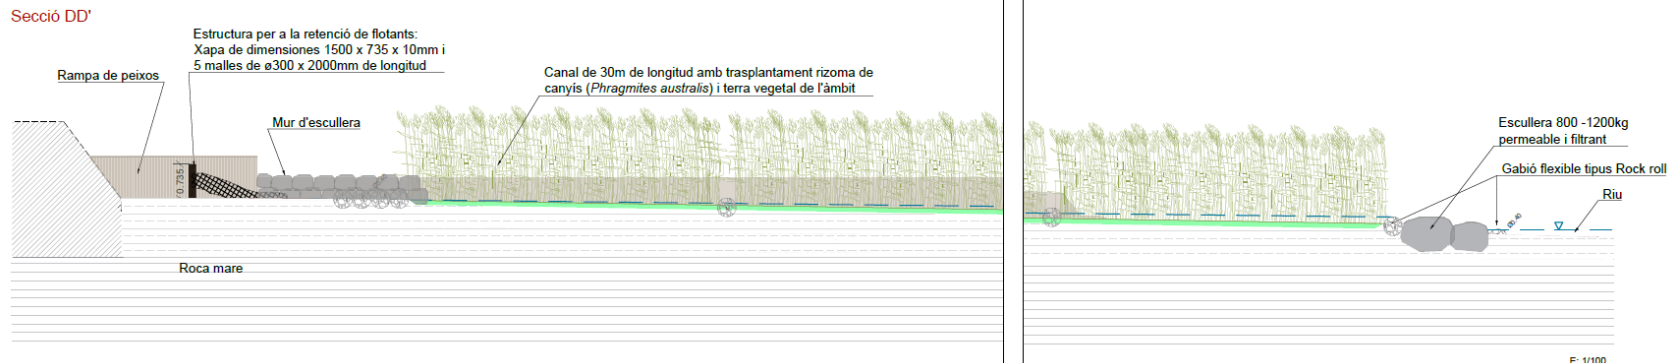 Secció DD'
Estructura per a la retenció de flotants:
Xapa de dimensiones 1500 x 735 x 10mm i
5 malles de ø300 x 2000mm de longitud
Rampa de peixos
Mur d'escullera
Canal de 30m de longitud amb trasplantament rizoma de
canyís (Phragmites australis) i terra vegetal de l'àmbit
0.735
Roca mare
Escullera 800 -1200kg
permeable i filtrant
Gabió flexible tipus Rock roll
Riu
ø0.40
E: 1/100